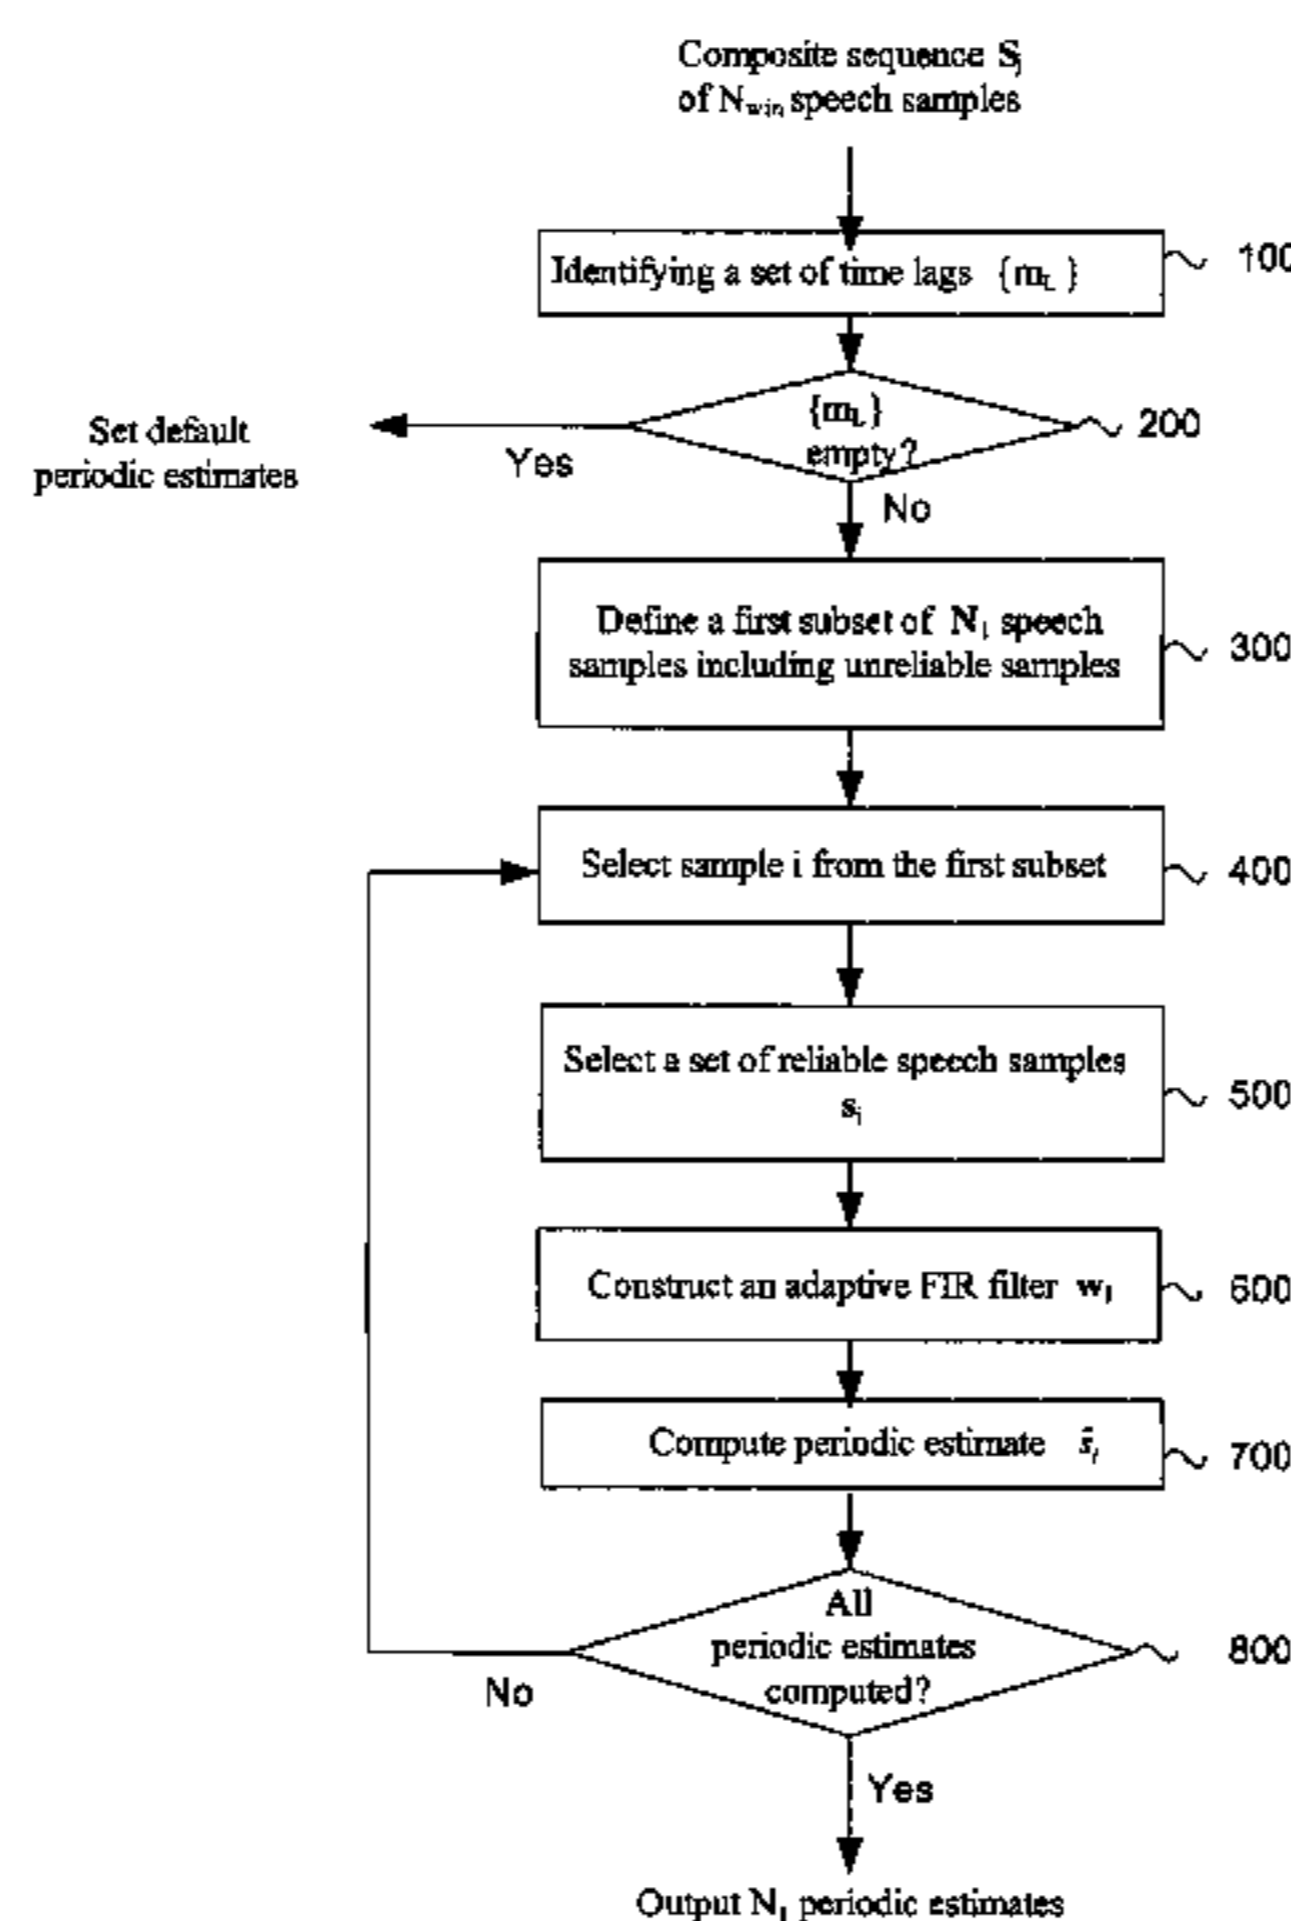 Composite sequence Sj
of Nwin speech samples
Identifying a set of time lags {mL}
100
{mL}
empty?
200
Yes
Set default
periodic estimates
No
Define a first subset of N1 speech
samples including unreliable samples
300
Select sample i from the first subset
400
Select a set of reliable speech samples
si
500
Construct an adaptive FIR filter wi
600
Compute periodic estimate ŝi
700
All
periodic estimates
computed?
800
No
Yes
Output N1 periodic estimates